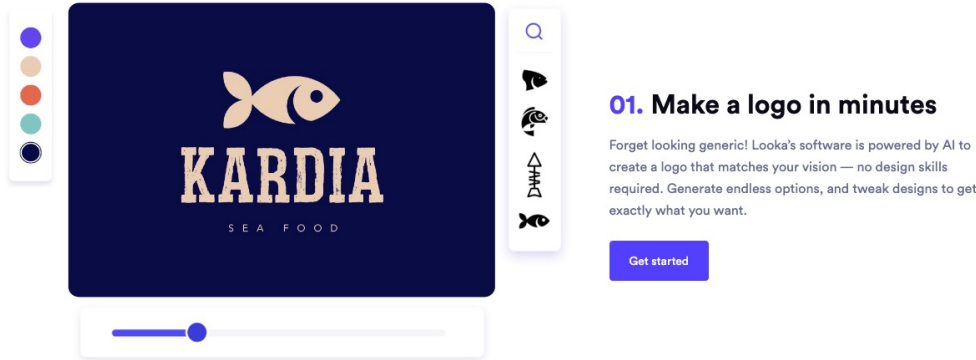 KARDIA
SEA FOOD
01. Make a logo in minutes
Forget looking generic! Looka's software is powered by AI to
create a logo that matches your vision — no design skills
required. Generate endless options, and tweak designs to get
exactly what you want.
Get started